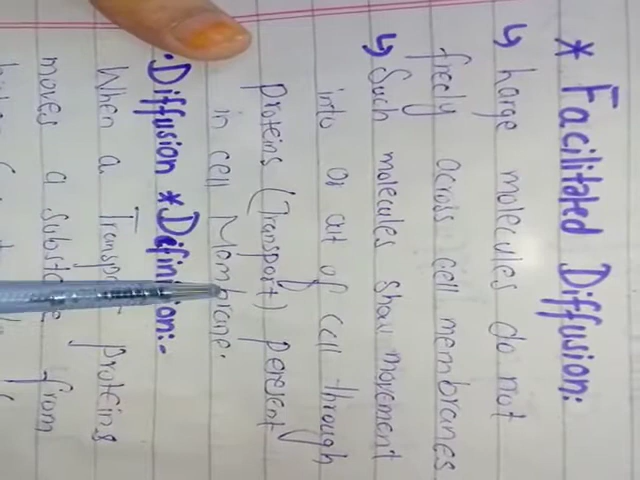 * Facilitated Diffusion:
↳ Large molecules do not
freely across cell membranes
↳ Such molecules show movement
into or out of cell through
proteins (Transport) peresent
in cell Membrane.
Diffusion * Definition:-
When a Transport proteins
moves a substance from